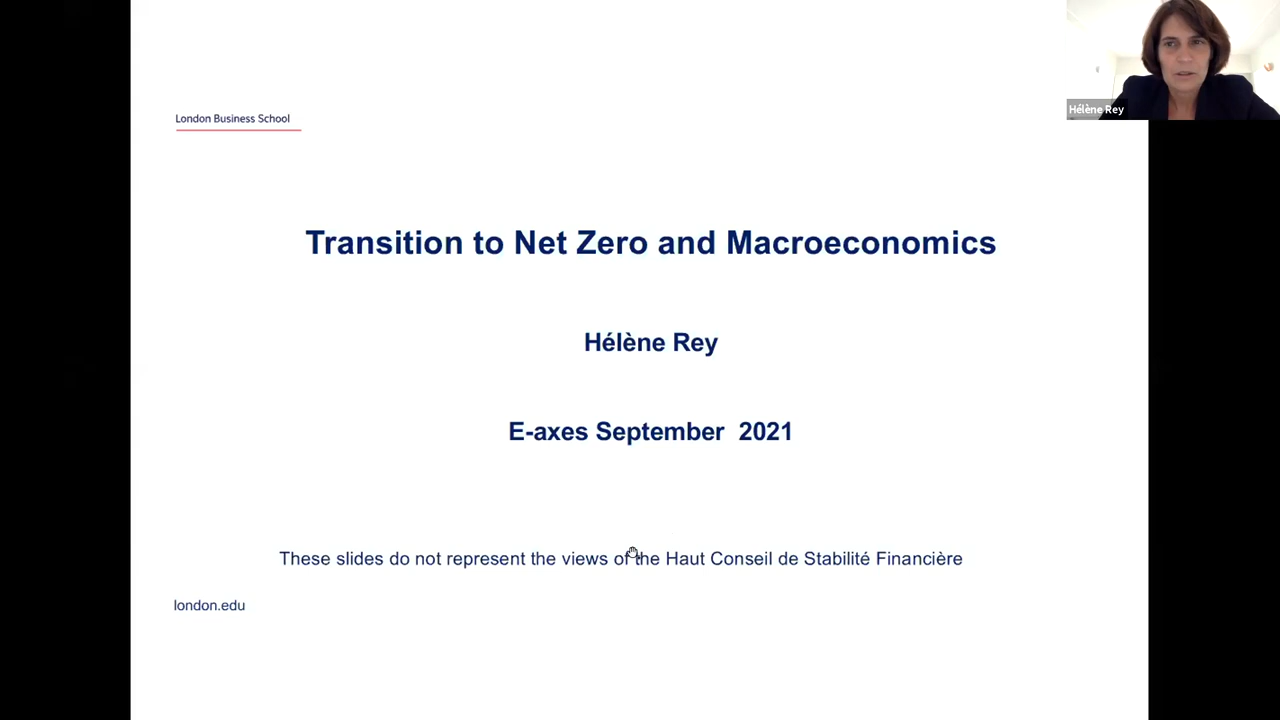 Hélène Rey
London Business School
Transition to Net Zero and Macroeconomics
Hélène Rey
E-axes September 2021
These slides do not represent the views of the Haut Conseil de Stabilité Financière
london.edu